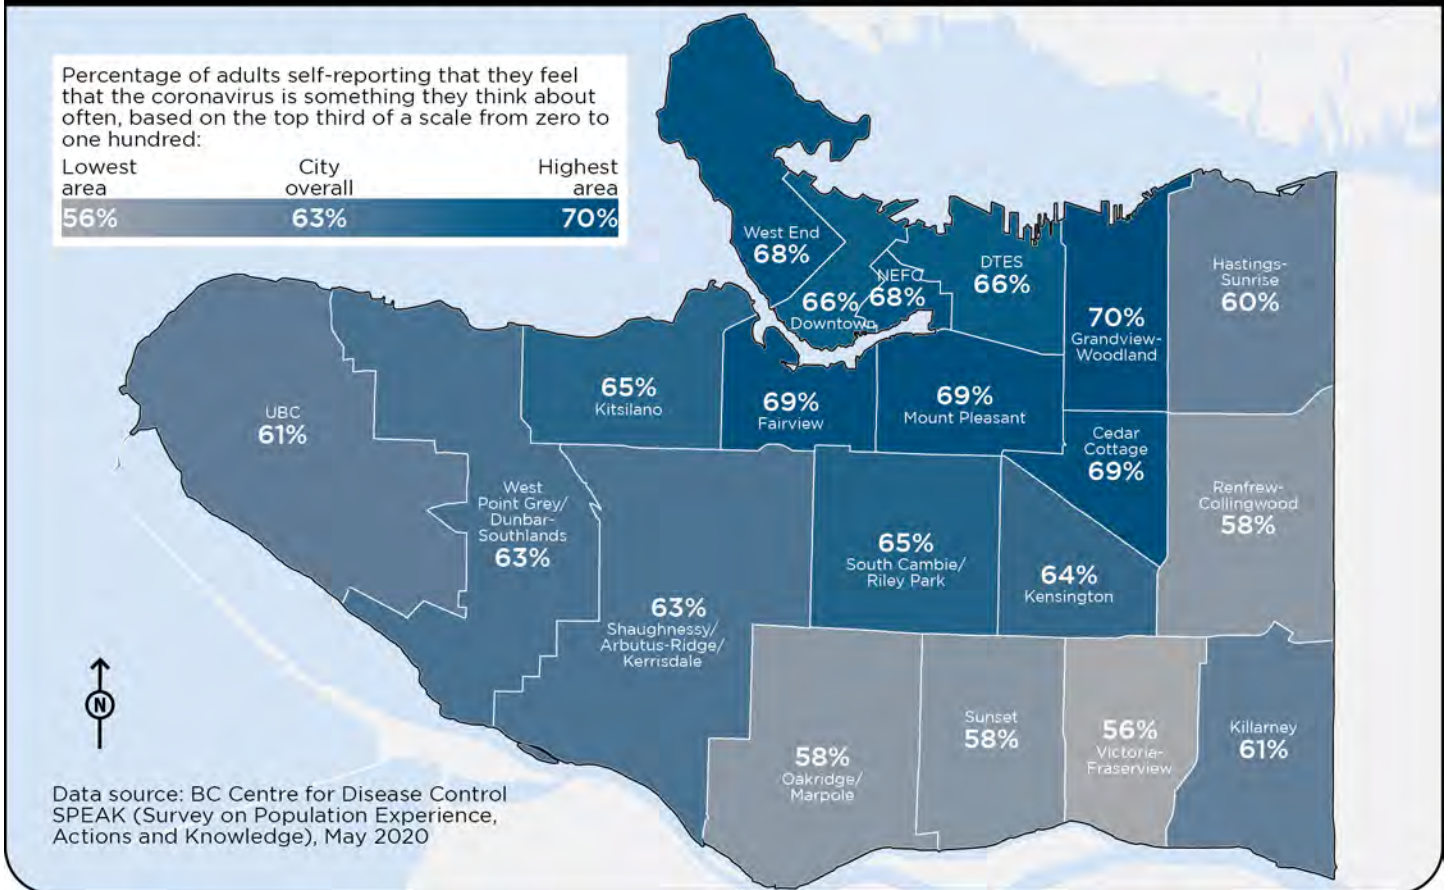 Percentage of adults self-reporting that they feel
that the coronavirus is something they think about
often, based on the top third of a scale from zero to
one hundred:
Lowest area
City overall
Highest area
56% 63% 70%
West End
68%
66%
Downtown
NEFC
68%
DTES
66%
70%
Grandview-
Woodland
Hastings-
Sunrise
60%
UBC
61%
65%
Kitsilano
69%
Fairview
69%
Mount Pleasant
Cedar
Cottage
69%
West
Point Grey/
Dunbar-
Southlands
63%
63%
Shaughnessy/
Arbutus-Ridge/
Kerrisdale
65%
South Cambie/
Riley Park
64%
Kensington
Renfrew-
Collingwood
58%
58%
Oakridge/
Marpole
Sunset
58%
56%
Victoria-
Fraserview
Killarney
61%
N
Data source: BC Centre for Disease Control
SPEAK (Survey on Population Experience,
Actions and Knowledge), May 2020